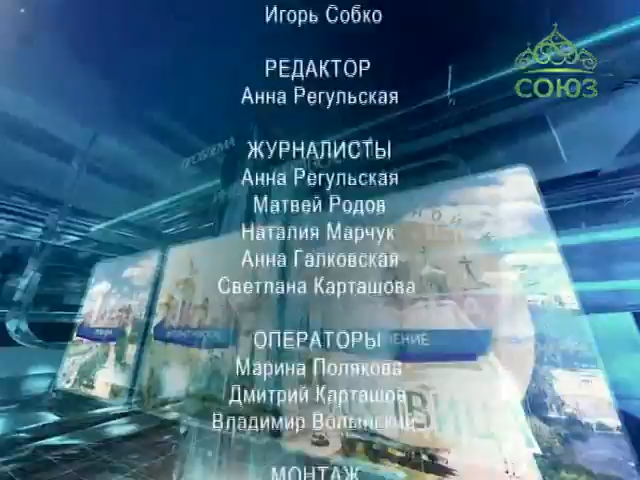 Игорь Собко
СОЮЗ
РЕДАКТОР
Анна Регульская
ЖУРНАЛИСТЫ
Анна Регульская
Матвей Родов
Наталия Марчук
Анна Галковская
Светлана Карташова
ОПЕРАТОРЫ
Марина Полякова
Дмитрий Карташов
Владимир Волынский
МОНТАЖ
ПРОБЛЕМА